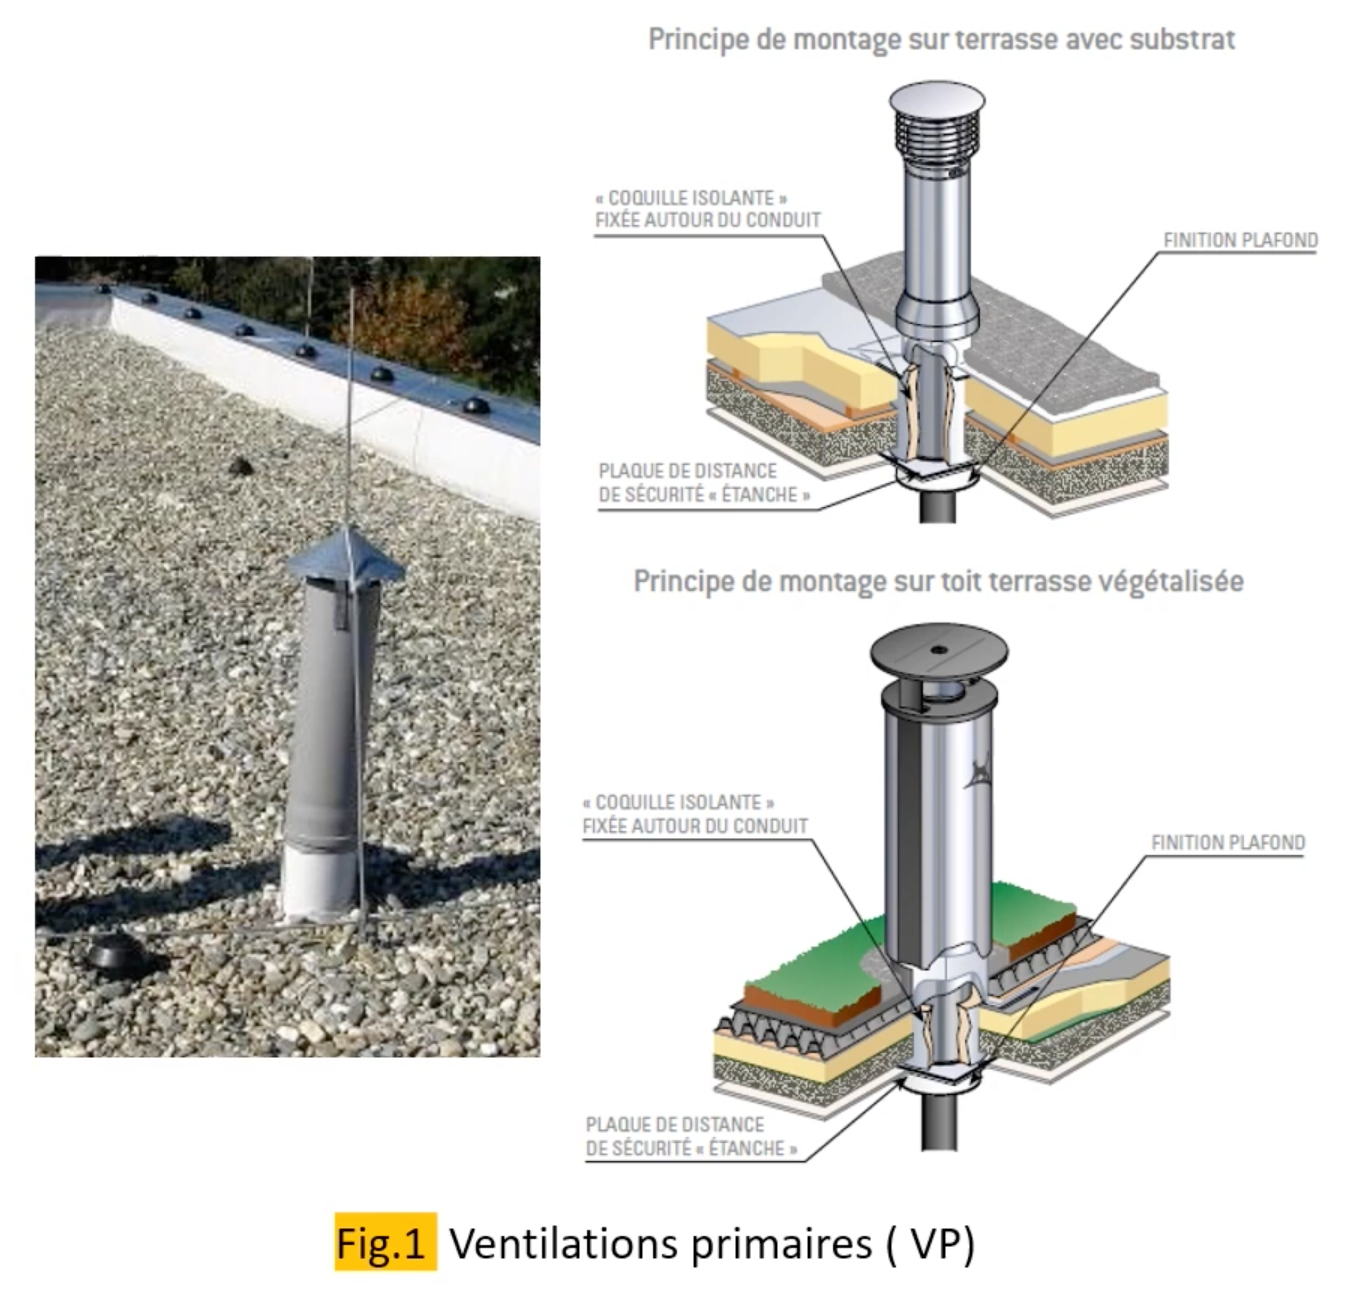 Principe de montage sur terrasse avec substrat
« COQUILLE ISOLANTE »
FIXÉE AUTOUR DU CONDUIT
FINITION PLAFOND
PLAQUE DE DISTANCE
DE SÉCURITÉ « ÉTANCHE »
Principe de montage sur toit terrasse végétalisée
« COQUILLE ISOLANTE »
FIXÉE AUTOUR DU CONDUIT
FINITION PLAFOND
PLAQUE DE DISTANCE
DE SÉCURITÉ « ÉTANCHE »
Fig.1 Ventilations primaires ( VP)